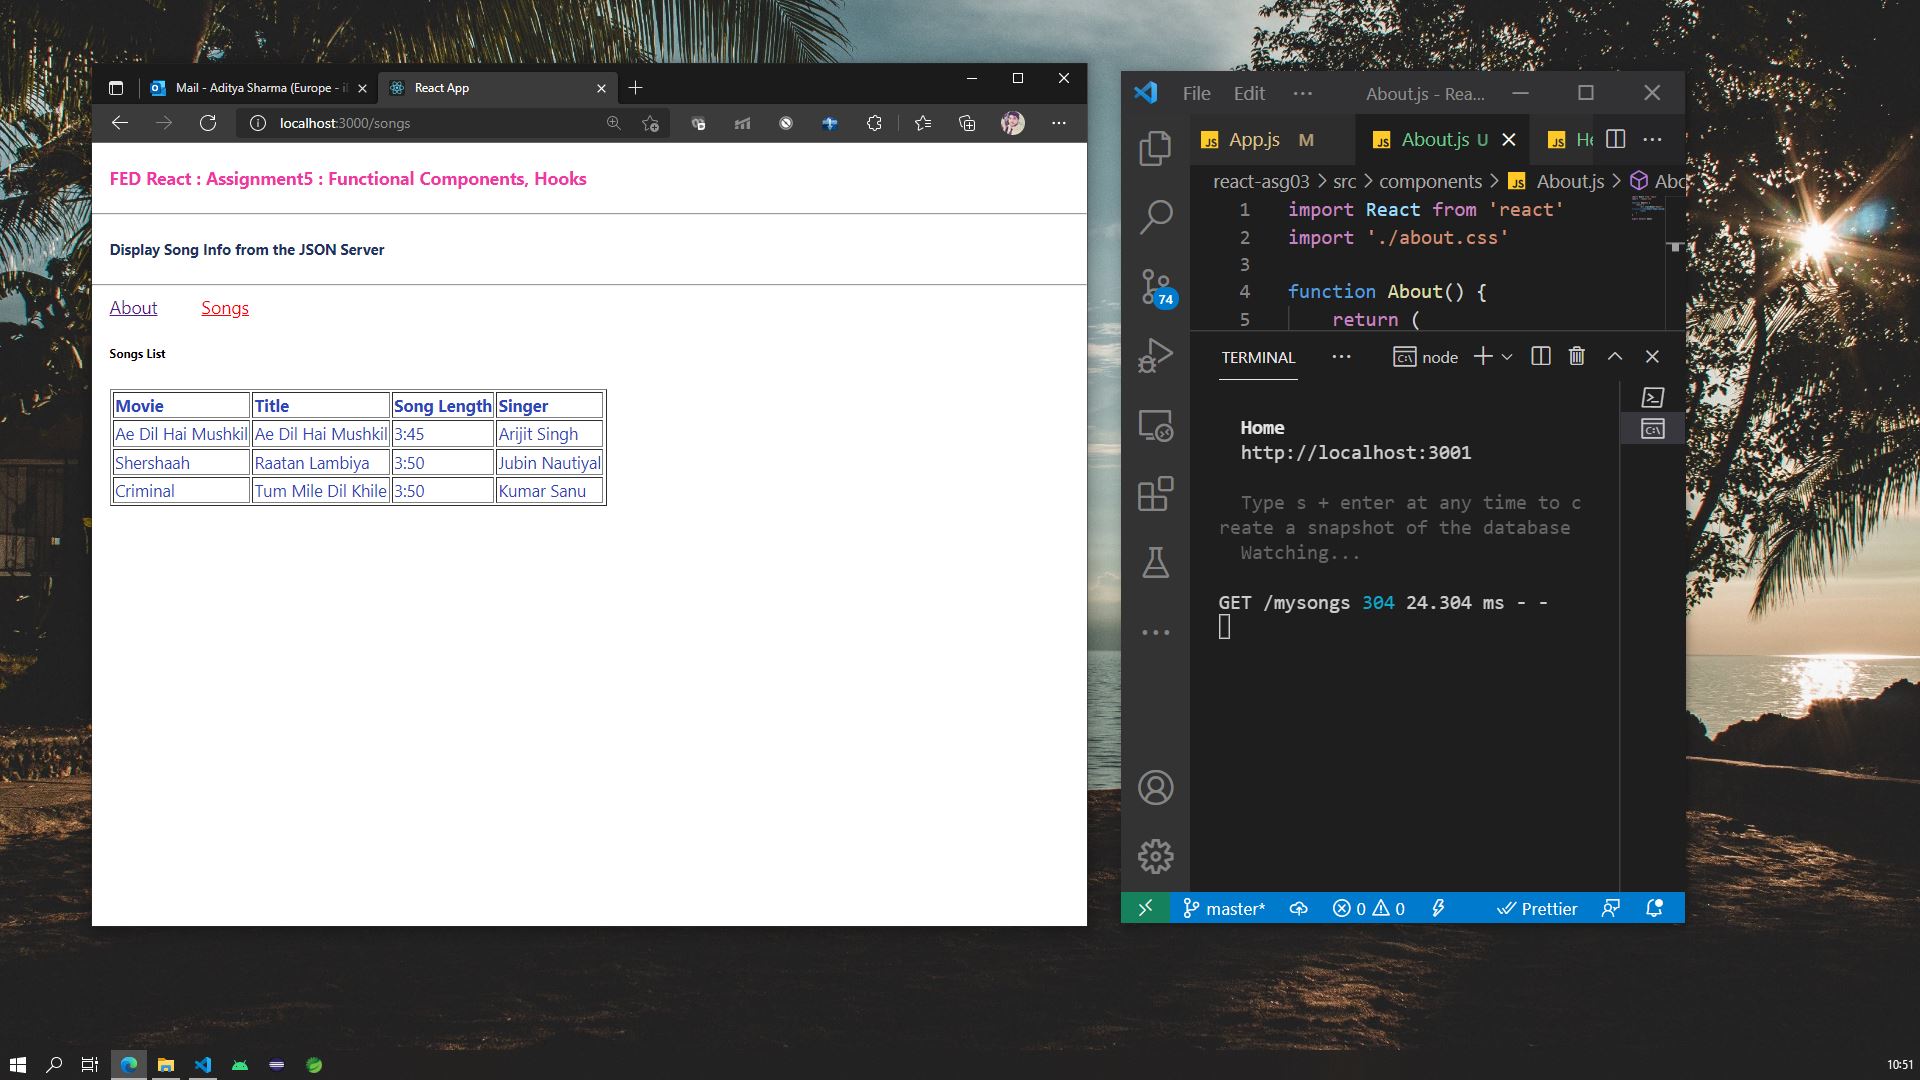 Mail - Aditya Sharma (Europe - i
React App
localhost:3000/songs
FED React : Assignment5 : Functional Components, Hooks
Display Song Info from the JSON Server
About Songs
Songs List
Movie Title Song Length Singer
Ae Dil Hai Mushkil Ae Dil Hai Mushkil 3:45 Arijit Singh
Shershaah Raatan Lambiya 3:50 Jubin Nautiyal
Criminal Tum Mile Dil Khile 3:50 Kumar Sanu
File Edit ··· About.js - Rea...
JS App.js M JS About.js U JS He
react-asg03 > src > components > JS About.js > Abc
1 import React from 'react'
2 import './about.css'
3
4 function About() {
5 return (
74
TERMINAL ··· node
Home
http://localhost:3001
Type s + enter at any time to c
reate a snapshot of the database
Watching...
GET /mysongs 304 24.304 ms - -
master* 0 0 Prettier
10:51